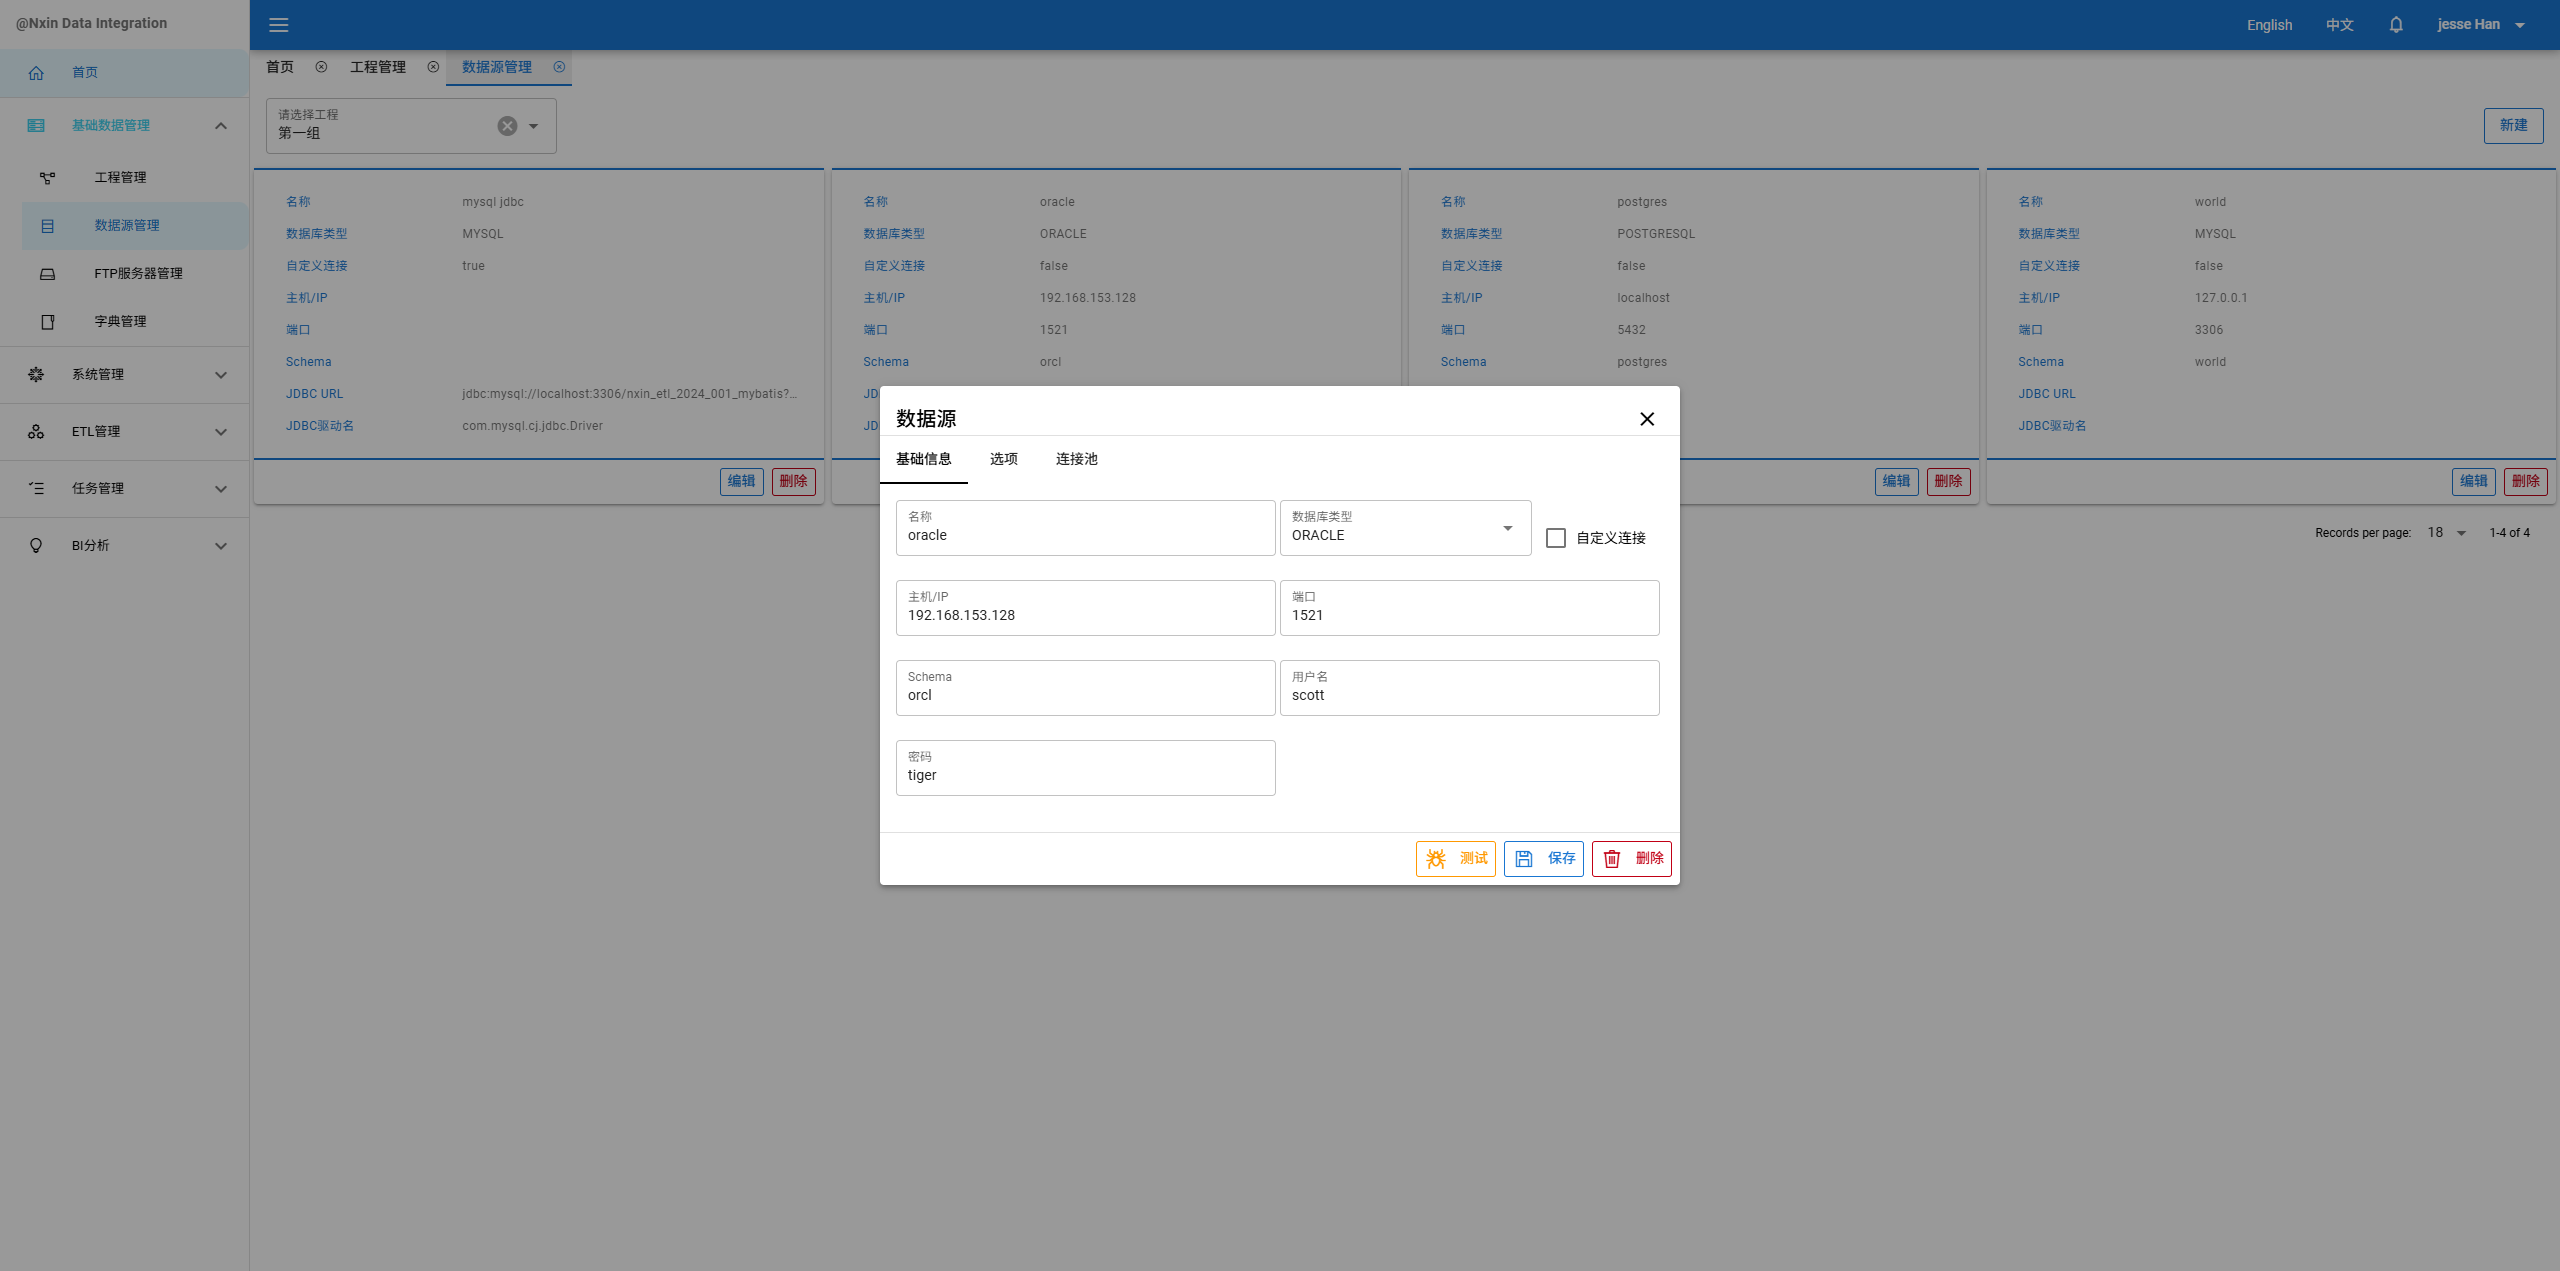 @Nxin Data Integration
English 中文 jesse Han
首页
基础数据管理
工程管理
数据源管理
FTP服务器管理
字典管理
系统管理
ETL管理
任务管理
BI分析
首页 工程管理 数据源管理
请选择工程
第一组
新建
名称 mysql jdbc
数据库类型 MYSQL
自定义连接 true
主机/IP
端口
Schema
JDBC URL jdbc:mysql://localhost:3306/nxin_etl_2024_001_mybatis?...
JDBC驱动名 com.mysql.cj.jdbc.Driver
编辑 删除
名称 oracle
数据库类型 ORACLE
自定义连接 false
主机/IP 192.168.153.128
端口 1521
Schema orcl
JD
JD
名称 postgres
数据库类型 POSTGRESQL
自定义连接 false
主机/IP localhost
端口 5432
Schema postgres
编辑 删除
名称 world
数据库类型 MYSQL
自定义连接 false
主机/IP 127.0.0.1
端口 3306
Schema world
JDBC URL
JDBC驱动名
编辑 删除
Records per page: 18 1-4 of 4
数据源
基础信息 选项 连接池
名称
oracle
数据库类型
ORACLE
自定义连接
主机/IP
192.168.153.128
端口
1521
Schema
orcl
用户名
scott
密码
tiger
测试 保存 删除